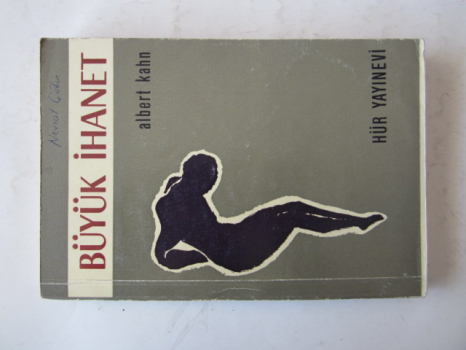 BÜYÜK İHANET
albert kahn
HÜR YAYINEVİ